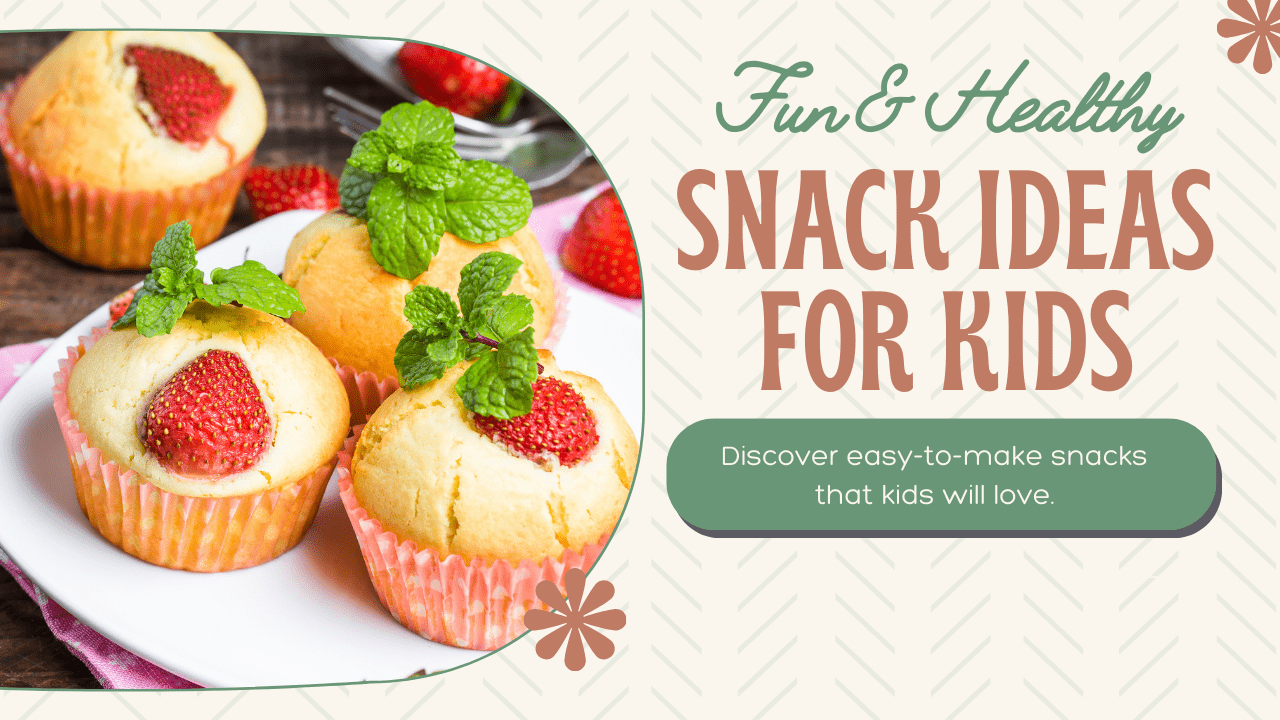 Fun & Healthy
SNACK IDEAS
FOR KIDS
Discover easy-to-make snacks
that kids will love.